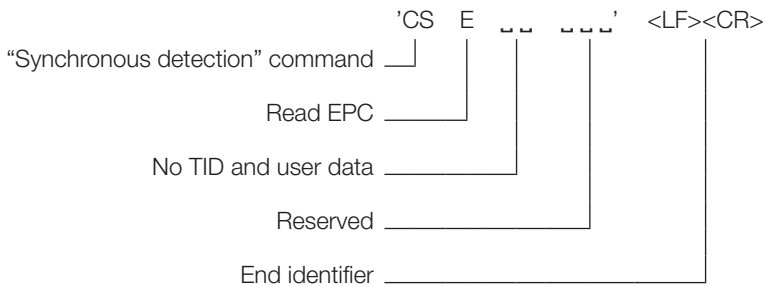 ’CS E ␣␣ ␣␣␣’ <LF><CR>
“Synchronous detection” command
Read EPC
No TID and user data
Reserved
End identifier